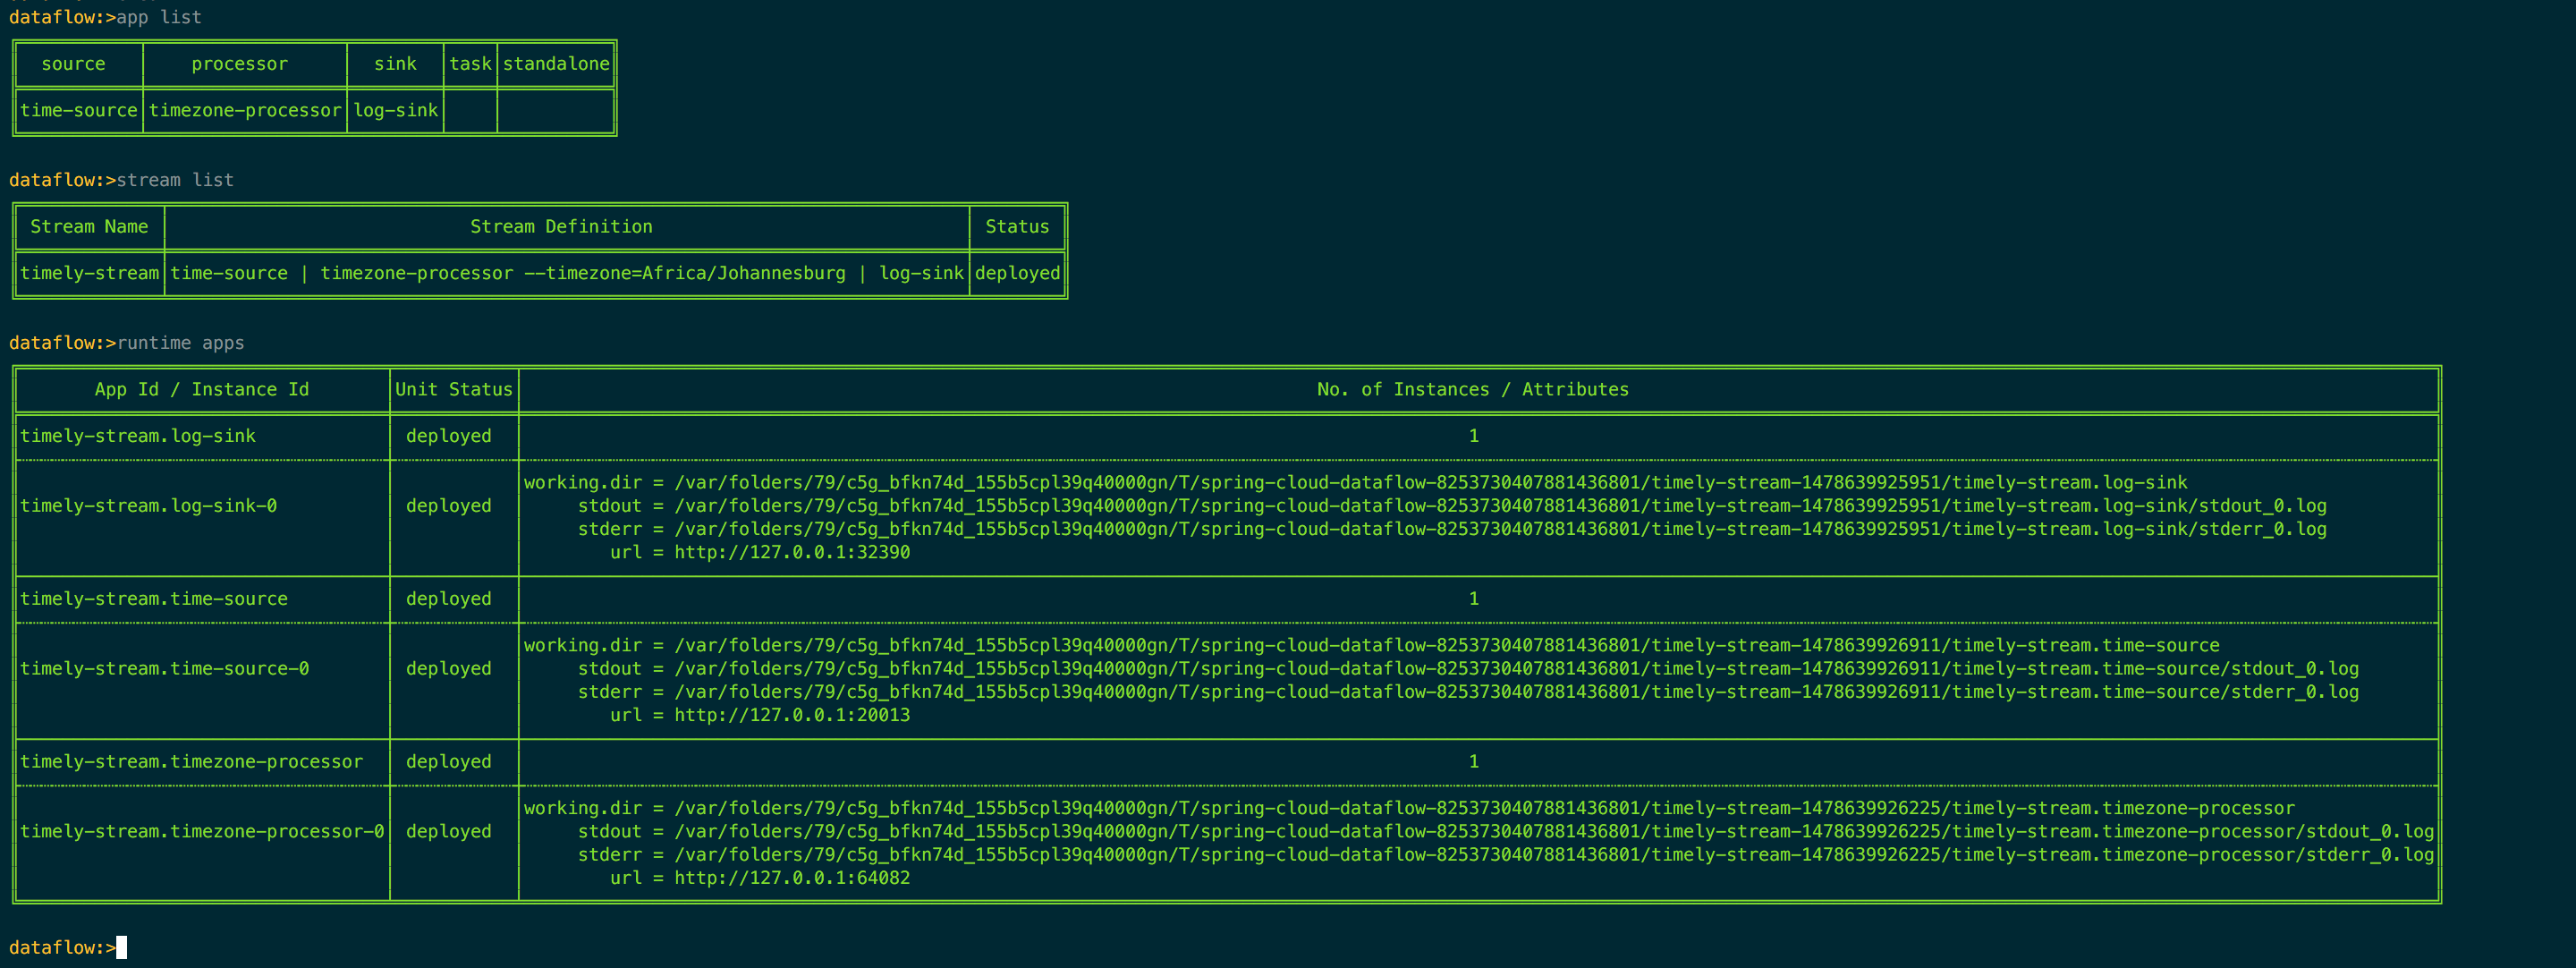 dataflow:>app list
source processor sink task standalone
time-source timezone-processor log-sink
dataflow:>stream list
Stream Name Stream Definition Status
timely-stream time-source | timezone-processor --timezone=Africa/Johannesburg | log-sink deployed
dataflow:>runtime apps
App Id / Instance Id Unit Status No. of Instances / Attributes
timely-stream.log-sink deployed 1
working.dir = /var/folders/79/c5g_bfkn74d_155b5cpl39q40000gn/T/spring-cloud-dataflow-8253730407881436801/timely-stream-1478639925951/timely-stream.log-sink
timely-stream.log-sink-0 deployed stdout = /var/folders/79/c5g_bfkn74d_155b5cpl39q40000gn/T/spring-cloud-dataflow-8253730407881436801/timely-stream-1478639925951/timely-stream.log-sink/stdout_0.log
stderr = /var/folders/79/c5g_bfkn74d_155b5cpl39q40000gn/T/spring-cloud-dataflow-8253730407881436801/timely-stream-1478639925951/timely-stream.log-sink/stderr_0.log
url = http://127.0.0.1:32390
timely-stream.time-source deployed 1
working.dir = /var/folders/79/c5g_bfkn74d_155b5cpl39q40000gn/T/spring-cloud-dataflow-8253730407881436801/timely-stream-1478639926911/timely-stream.time-source
timely-stream.time-source-0 deployed stdout = /var/folders/79/c5g_bfkn74d_155b5cpl39q40000gn/T/spring-cloud-dataflow-8253730407881436801/timely-stream-1478639926911/timely-stream.time-source/stdout_0.log
stderr = /var/folders/79/c5g_bfkn74d_155b5cpl39q40000gn/T/spring-cloud-dataflow-8253730407881436801/timely-stream-1478639926911/timely-stream.time-source/stderr_0.log
url = http://127.0.0.1:20013
timely-stream.timezone-processor deployed 1
working.dir = /var/folders/79/c5g_bfkn74d_155b5cpl39q40000gn/T/spring-cloud-dataflow-8253730407881436801/timely-stream-1478639926225/timely-stream.timezone-processor
timely-stream.timezone-processor-0 deployed stdout = /var/folders/79/c5g_bfkn74d_155b5cpl39q40000gn/T/spring-cloud-dataflow-8253730407881436801/timely-stream-1478639926225/timely-stream.timezone-processor/stdout_0.log
stderr = /var/folders/79/c5g_bfkn74d_155b5cpl39q40000gn/T/spring-cloud-dataflow-8253730407881436801/timely-stream-1478639926225/timely-stream.timezone-processor/stderr_0.log
url = http://127.0.0.1:64082
dataflow:>